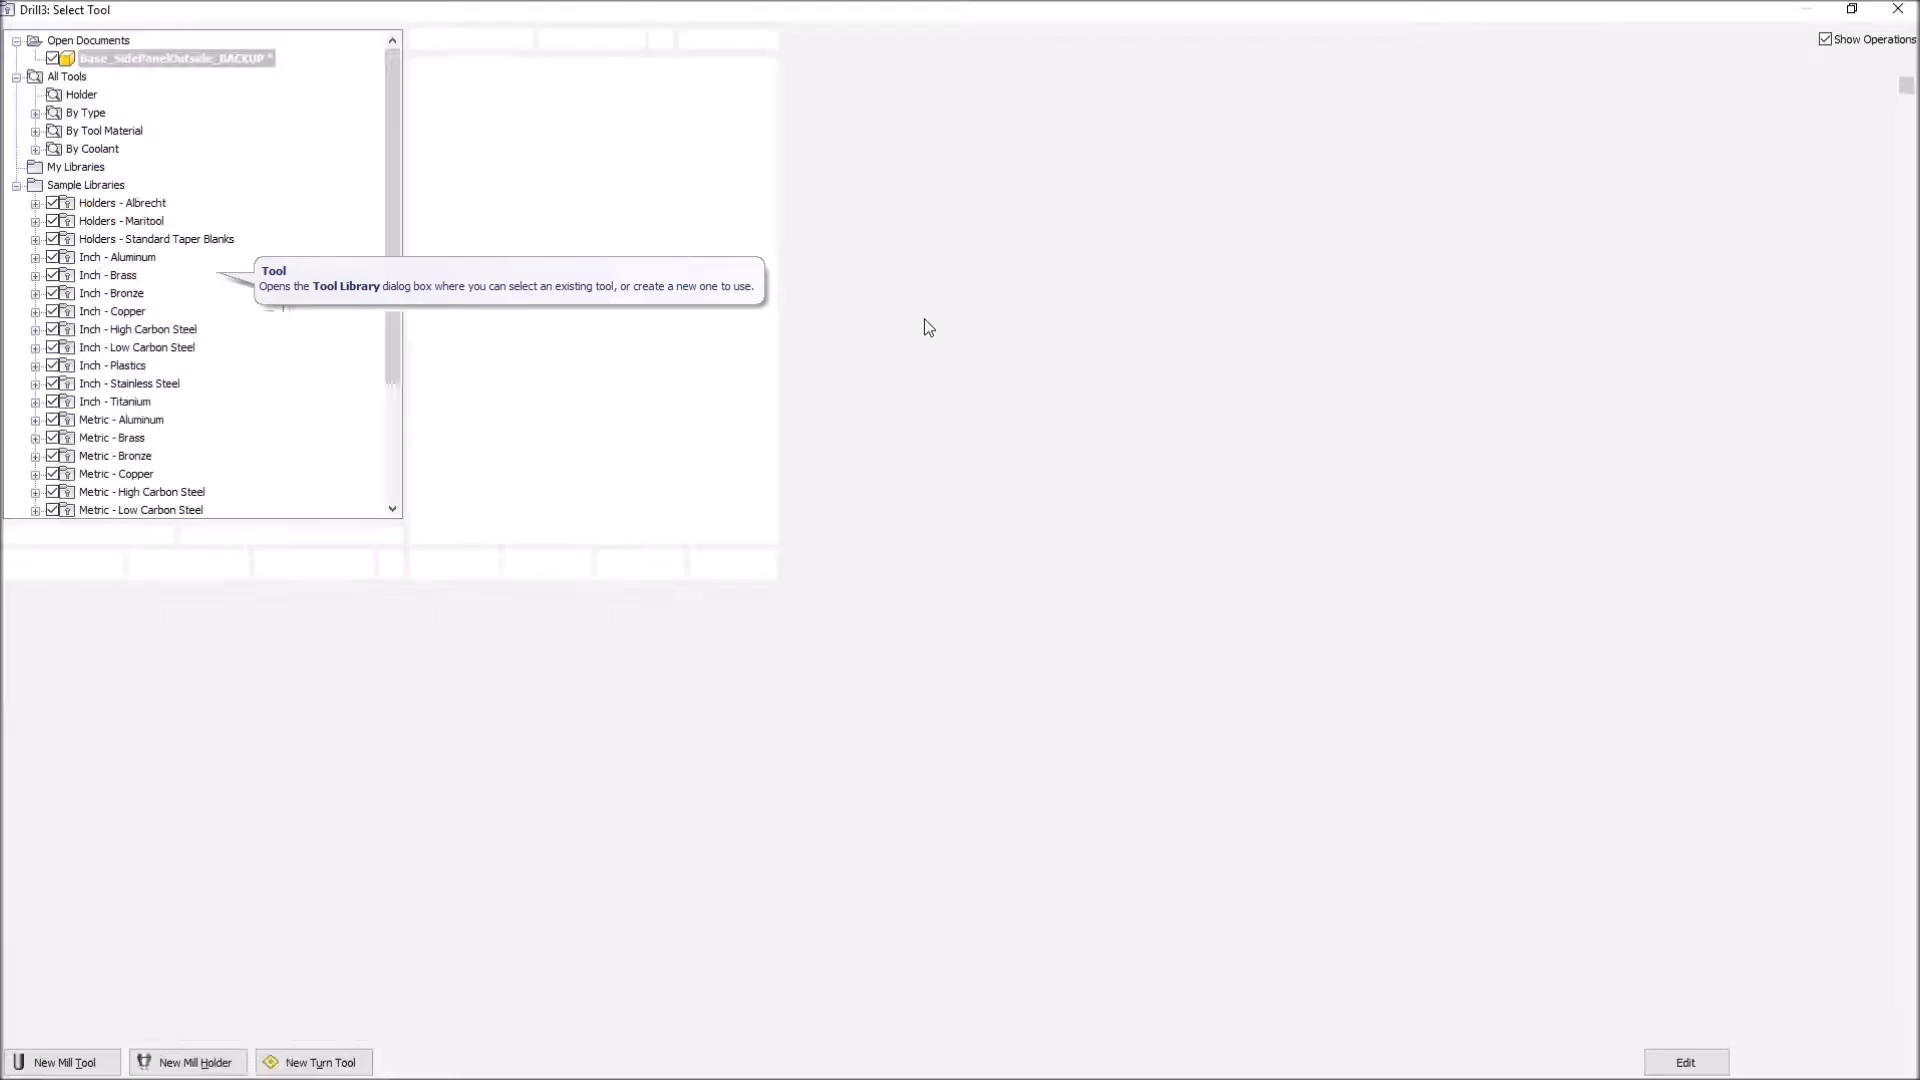 Drill3: Select Tool
Open Documents
Show Operations
Base_SidePanelOutside_BACKUP *
All Tools
Holder
By Type
By Tool Material
By Coolant
My Libraries
Sample Libraries
Holders - Albrecht
Holders - Maritool
Holders - Standard Taper Blanks
Inch - Aluminum
Inch - Brass
Inch - Bronze
Inch - Copper
Inch - High Carbon Steel
Inch - Low Carbon Steel
Inch - Plastics
Inch - Stainless Steel
Inch - Titanium
Metric - Aluminum
Metric - Brass
Metric - Bronze
Metric - Copper
Metric - High Carbon Steel
Metric - Low Carbon Steel
Tool
Opens the Tool Library dialog box where you can select an existing tool, or create a new one to use.
New Mill Tool
New Mill Holder
New Turn Tool
Edit